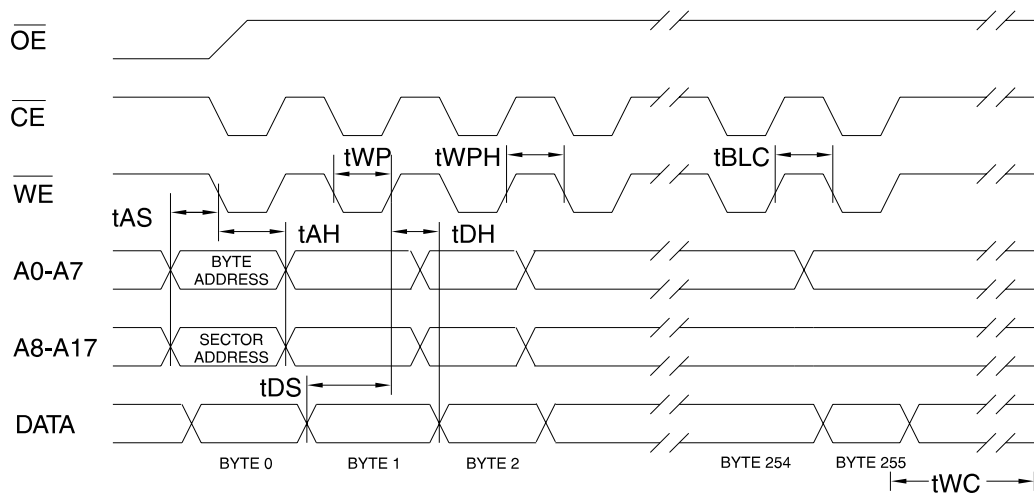 OE
CE
tWP
tWPH
tBLC
WE
tAS
tAH
tDH
A0-A7
BYTE
ADDRESS
A8-A17
SECTOR
ADDRESS
tDS
DATA
BYTE 0
BYTE 1
BYTE 2
BYTE 254
BYTE 255
tWC